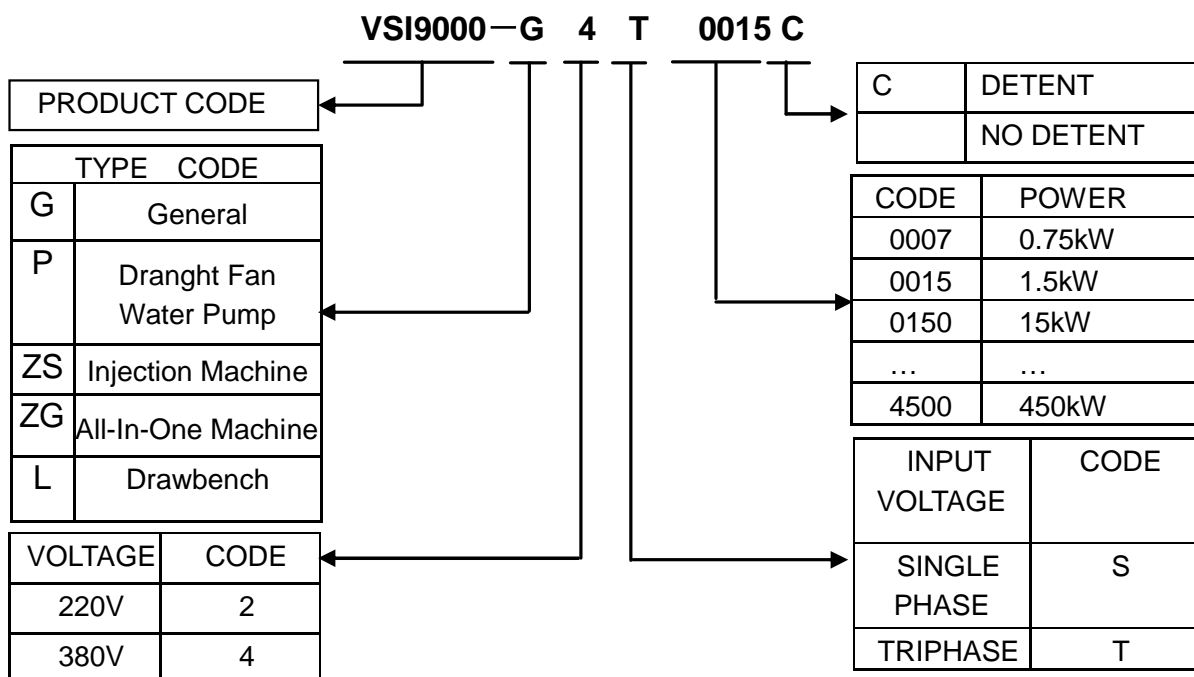 VSI9000－G 4 T 0015 C
PRODUCT CODE
TYPE CODE
G General
P Dranght Fan
Water Pump
ZS Injection Machine
ZG All-In-One Machine
L Drawbench
VOLTAGE CODE
220V 2
380V 4
C DETENT
NO DETENT
CODE POWER
0007 0.75kW
0015 1.5kW
0150 15kW
… …
4500 450kW
INPUT CODE
VOLTAGE
SINGLE S
PHASE
TRIPHASE T